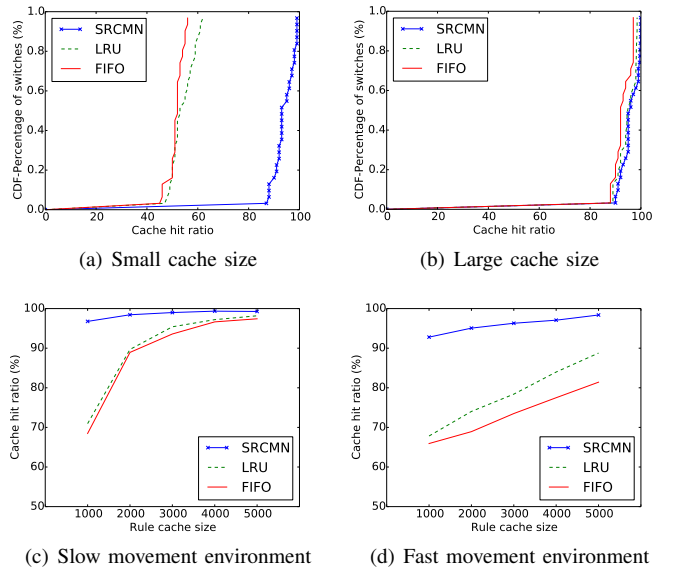 1.0
0.8
0.6
0.4
0.2
0.0
CDF-Percentage of switches (%)
SRCMN
LRU
FIFO
0 20 40 60 80 100
Cache hit ratio
(a) Small cache size
1.0
0.8
0.6
0.4
0.2
0.0
CDF-Percentage of switches (%)
SRCMN
LRU
FIFO
0 20 40 60 80 100
Cache hit ratio
(b) Large cache size
100
90
80
70
60
50
Cache hit ratio (%)
SRCMN
LRU
FIFO
1000 2000 3000 4000 5000
Rule cache size
(c) Slow movement environment
100
90
80
70
60
50
Cache hit ratio (%)
SRCMN
LRU
FIFO
1000 2000 3000 4000 5000
Rule cache size
(d) Fast movement environment